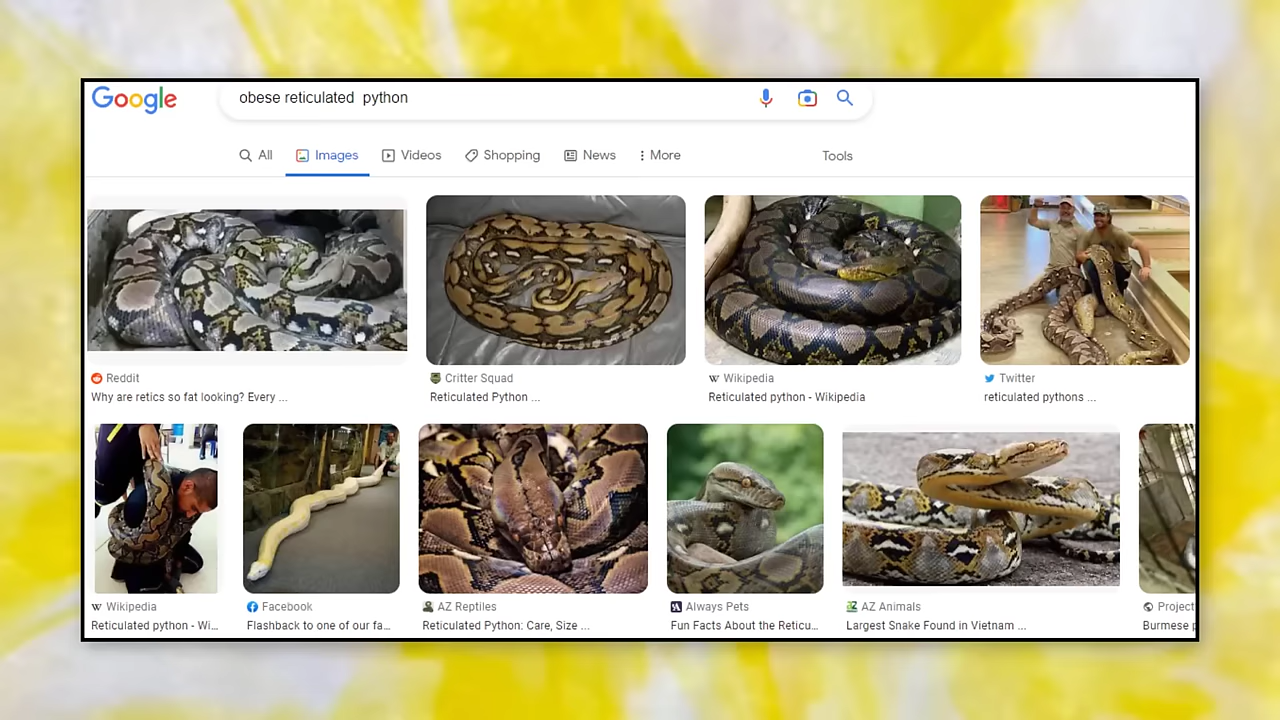 Google
obese reticulated  python
All
Images
Videos
Shopping
News
More
Tools
Reddit
Why are retics so fat looking? Every ...
Critter Squad
Reticulated Python ...
W Wikipedia
Reticulated python - Wikipedia
Twitter
reticulated pythons ...
W Wikipedia
Reticulated python - Wi...
Facebook
Flashback to one of our fa...
AZ Reptiles
Reticulated Python: Care, Size ...
Always Pets
Fun Facts About the Reticu...
AZ Animals
Largest Snake Found in Vietnam ...
Project
Burmese p